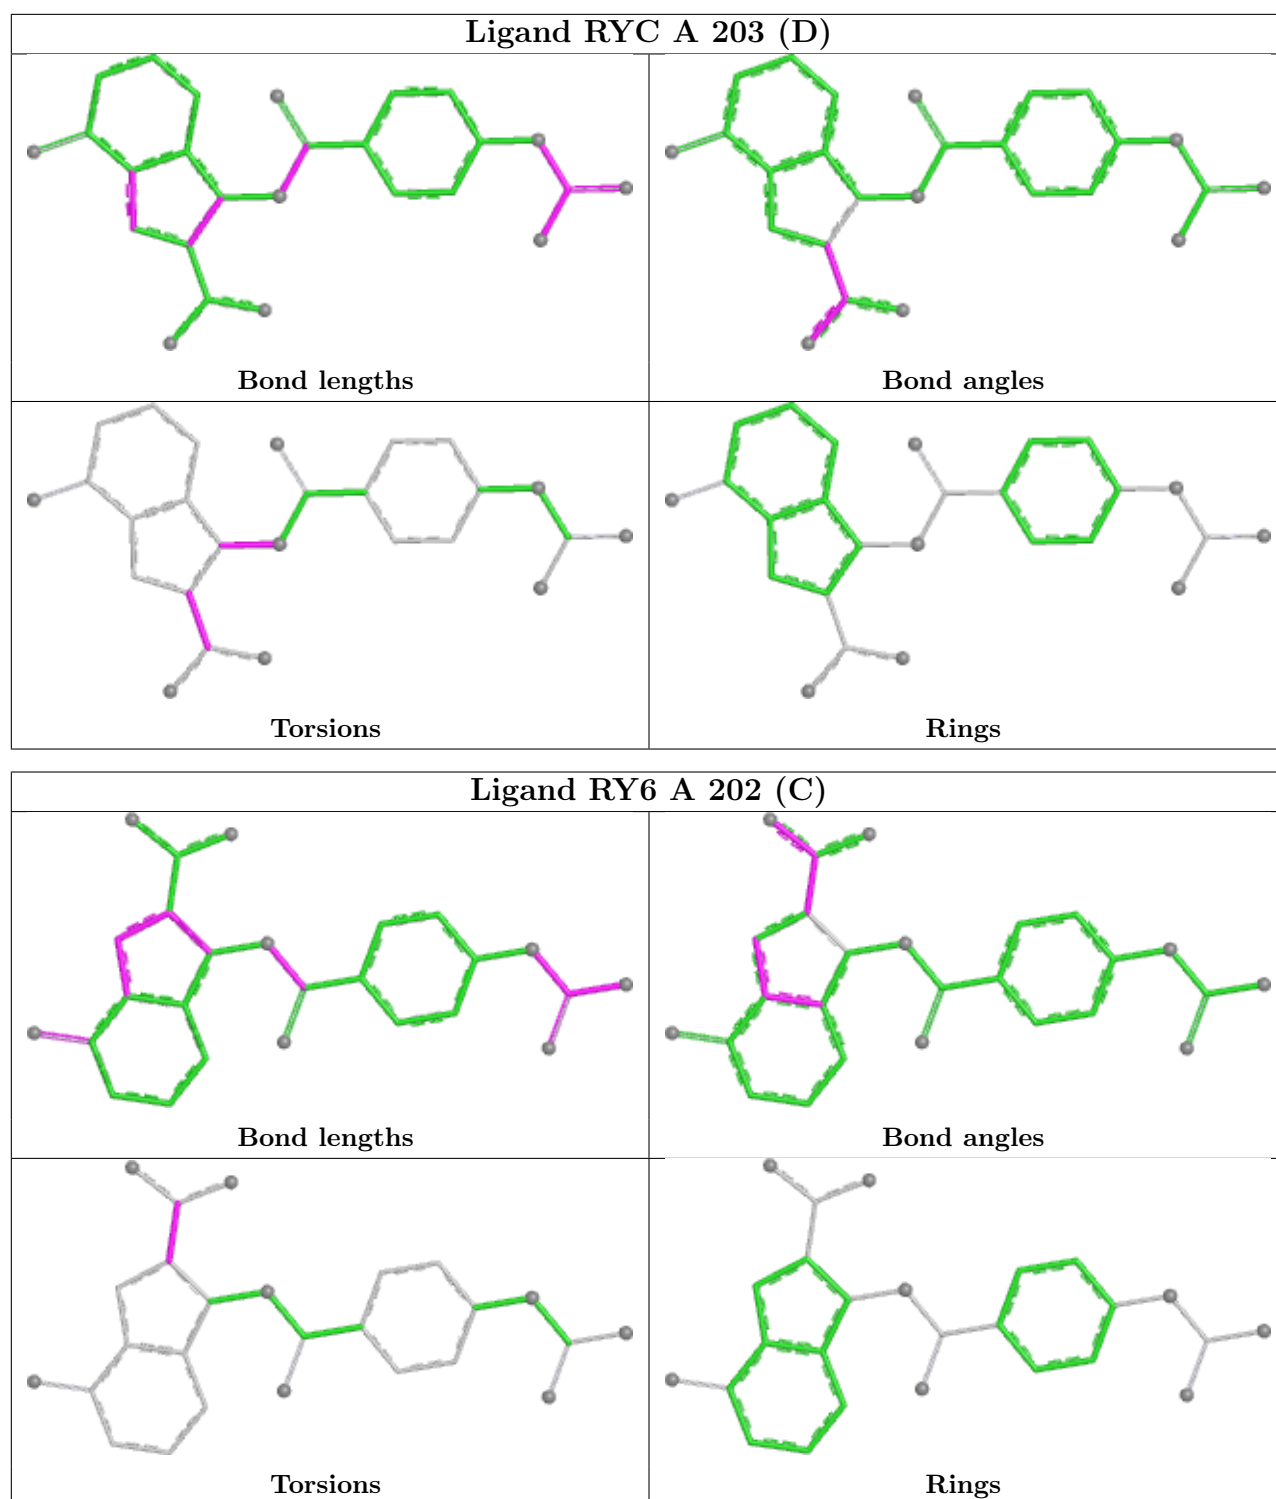 Ligand RYC A 203 (D)
Bond lengths
Bond angles
Torsions
Rings
Ligand RY6 A 202 (C)
Bond lengths
Bond angles
Torsions
Rings